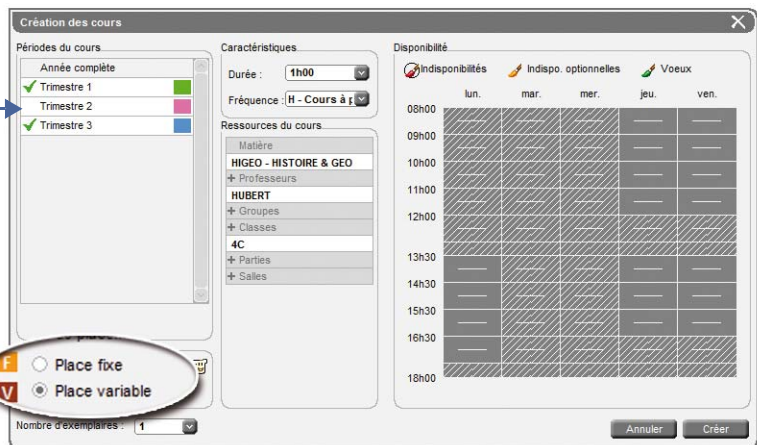 Création des cours
Périodes du cours
Année complète
Trimestre 1
Trimestre 2
Trimestre 3
Caractéristiques
Durée : 1h00
Fréquence : H - Cours à p
Ressources du cours
Matière
HIGEO - HISTOIRE & GEO
+ Professeurs
HUBERT
+ Groupes
+ Classes
4C
+ Parties
+ Salles
Disponibilité
Indisponibilités Indispo. optionnelles Voeux
lun. mar. mer. jeu. ven.
08h00
09h00
10h00
11h00
12h00
13h30
14h30
15h30
16h30
18h00
F Place fixe
V Place variable
Nombre d'exemplaires : 1
Annuler Créer